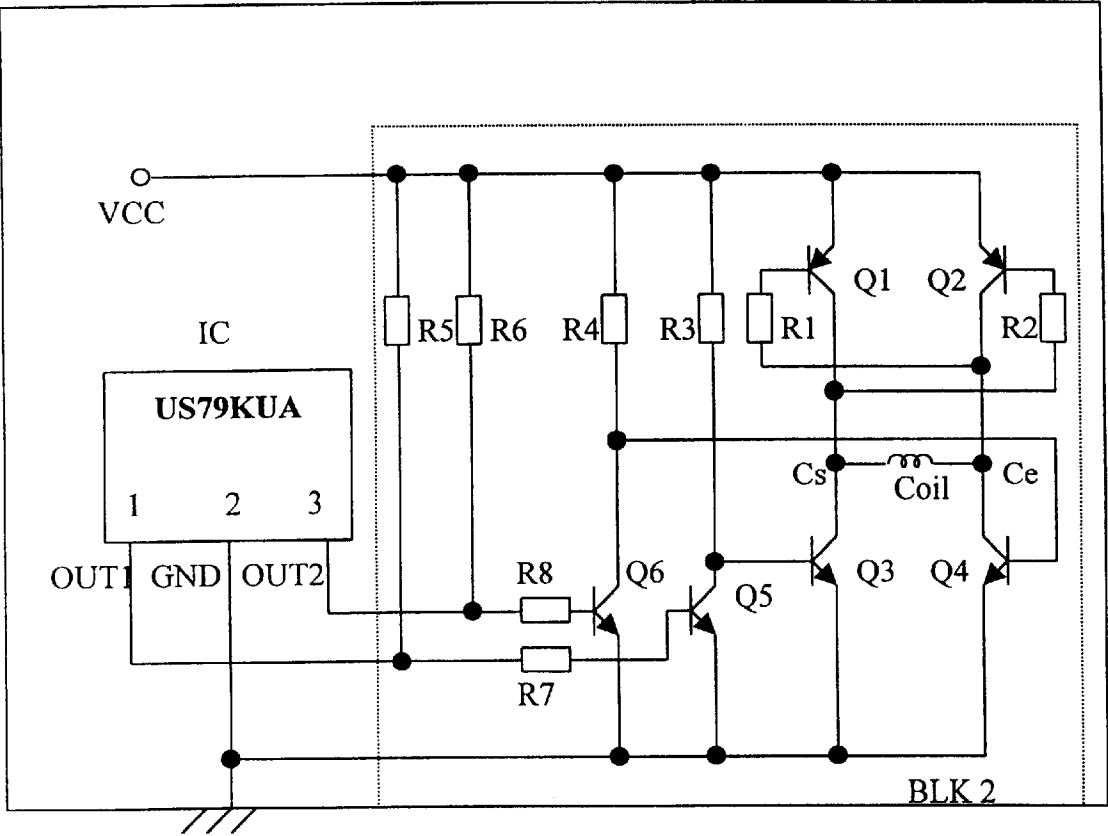 VCC
Q1
Q2
IC
R5
R6
R4
R3
R1
R2
US79KUA
Cs
Coil
Ce
1
2
3
OUT1
GND
OUT2
R8
Q6
Q5
Q3
Q4
R7
BLK 2